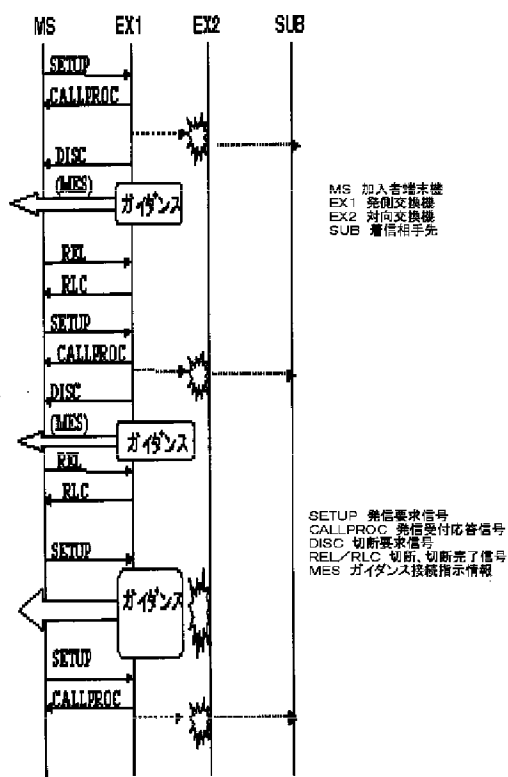 MS EX1 EX2 SUB
SETUP
CALLPROC
DISC
(MES)
ガイダンス
MS 加入者端末機
EX1 発側交換機
EX2 対向交換機
SUB 着信相手先
REL
RLC
SETUP
CALLPROC
DISC
(MES)
ガイダンス
REL
RLC
SETUP 発信要求信号
CALLPROC 発信受付応答信号
DISC 切断要求信号
REL/RLC 切断、切断完了信号
MES ガイダンス接続指示情報
SETUP
ガイダンス
SETUP
CALLPROC